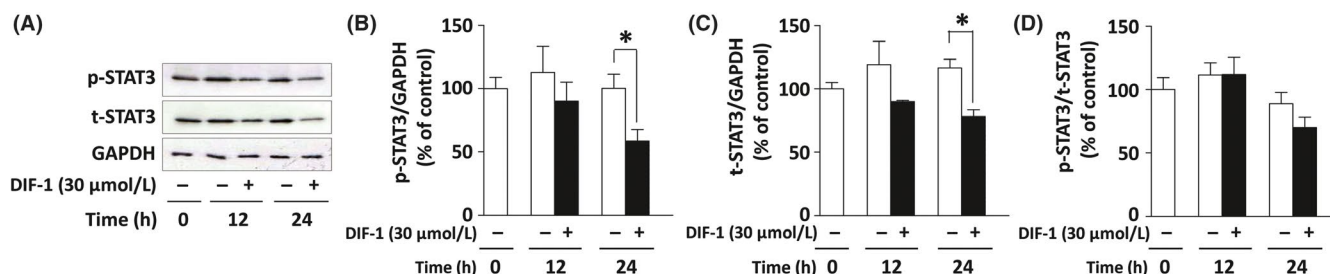 (A)
p-STAT3
t-STAT3
GAPDH
DIF-1 (30 μmol/L) – – + – +
Time (h) 0 12 24
(B)
p-STAT3/GAPDH
(% of control)
150
100
50
0
*
DIF-1 (30 μmol/L) – – + – +
Time (h) 0 12 24
(C)
t-STAT3/GAPDH
(% of control)
150
100
50
0
*
DIF-1 (30 μmol/L) – – + – +
Time (h) 0 12 24
(D)
p-STAT3/t-STAT3
(% of control)
150
100
50
0
DIF-1 (30 μmol/L) – – + – +
Time (h) 0 12 24